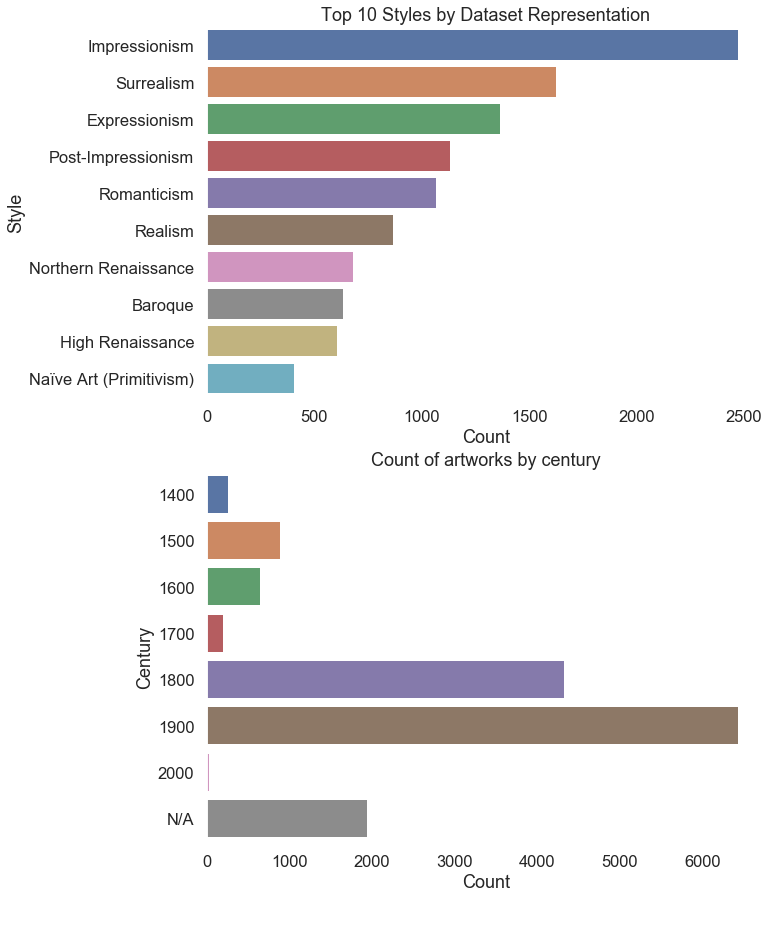 Top 10 Styles by Dataset Representation
Style
Impressionism
Surrealism
Expressionism
Post-Impressionism
Romanticism
Realism
Northern Renaissance
Baroque
High Renaissance
Naïve Art (Primitivism)
0 500 1000 1500 2000 2500
Count
Count of artworks by century
Century
1400
1500
1600
1700
1800
1900
2000
N/A
0 1000 2000 3000 4000 5000 6000
Count